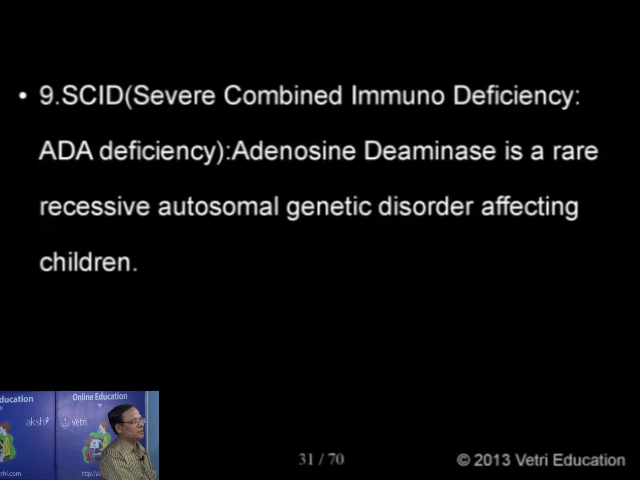 • 9.SCID(Severe Combined Immuno Deficiency:
ADA deficiency):Adenosine Deaminase is a rare
recessive autosomal genetic disorder affecting
children.
Online Education
vetri
31 / 70
© 2013 Vetri Education